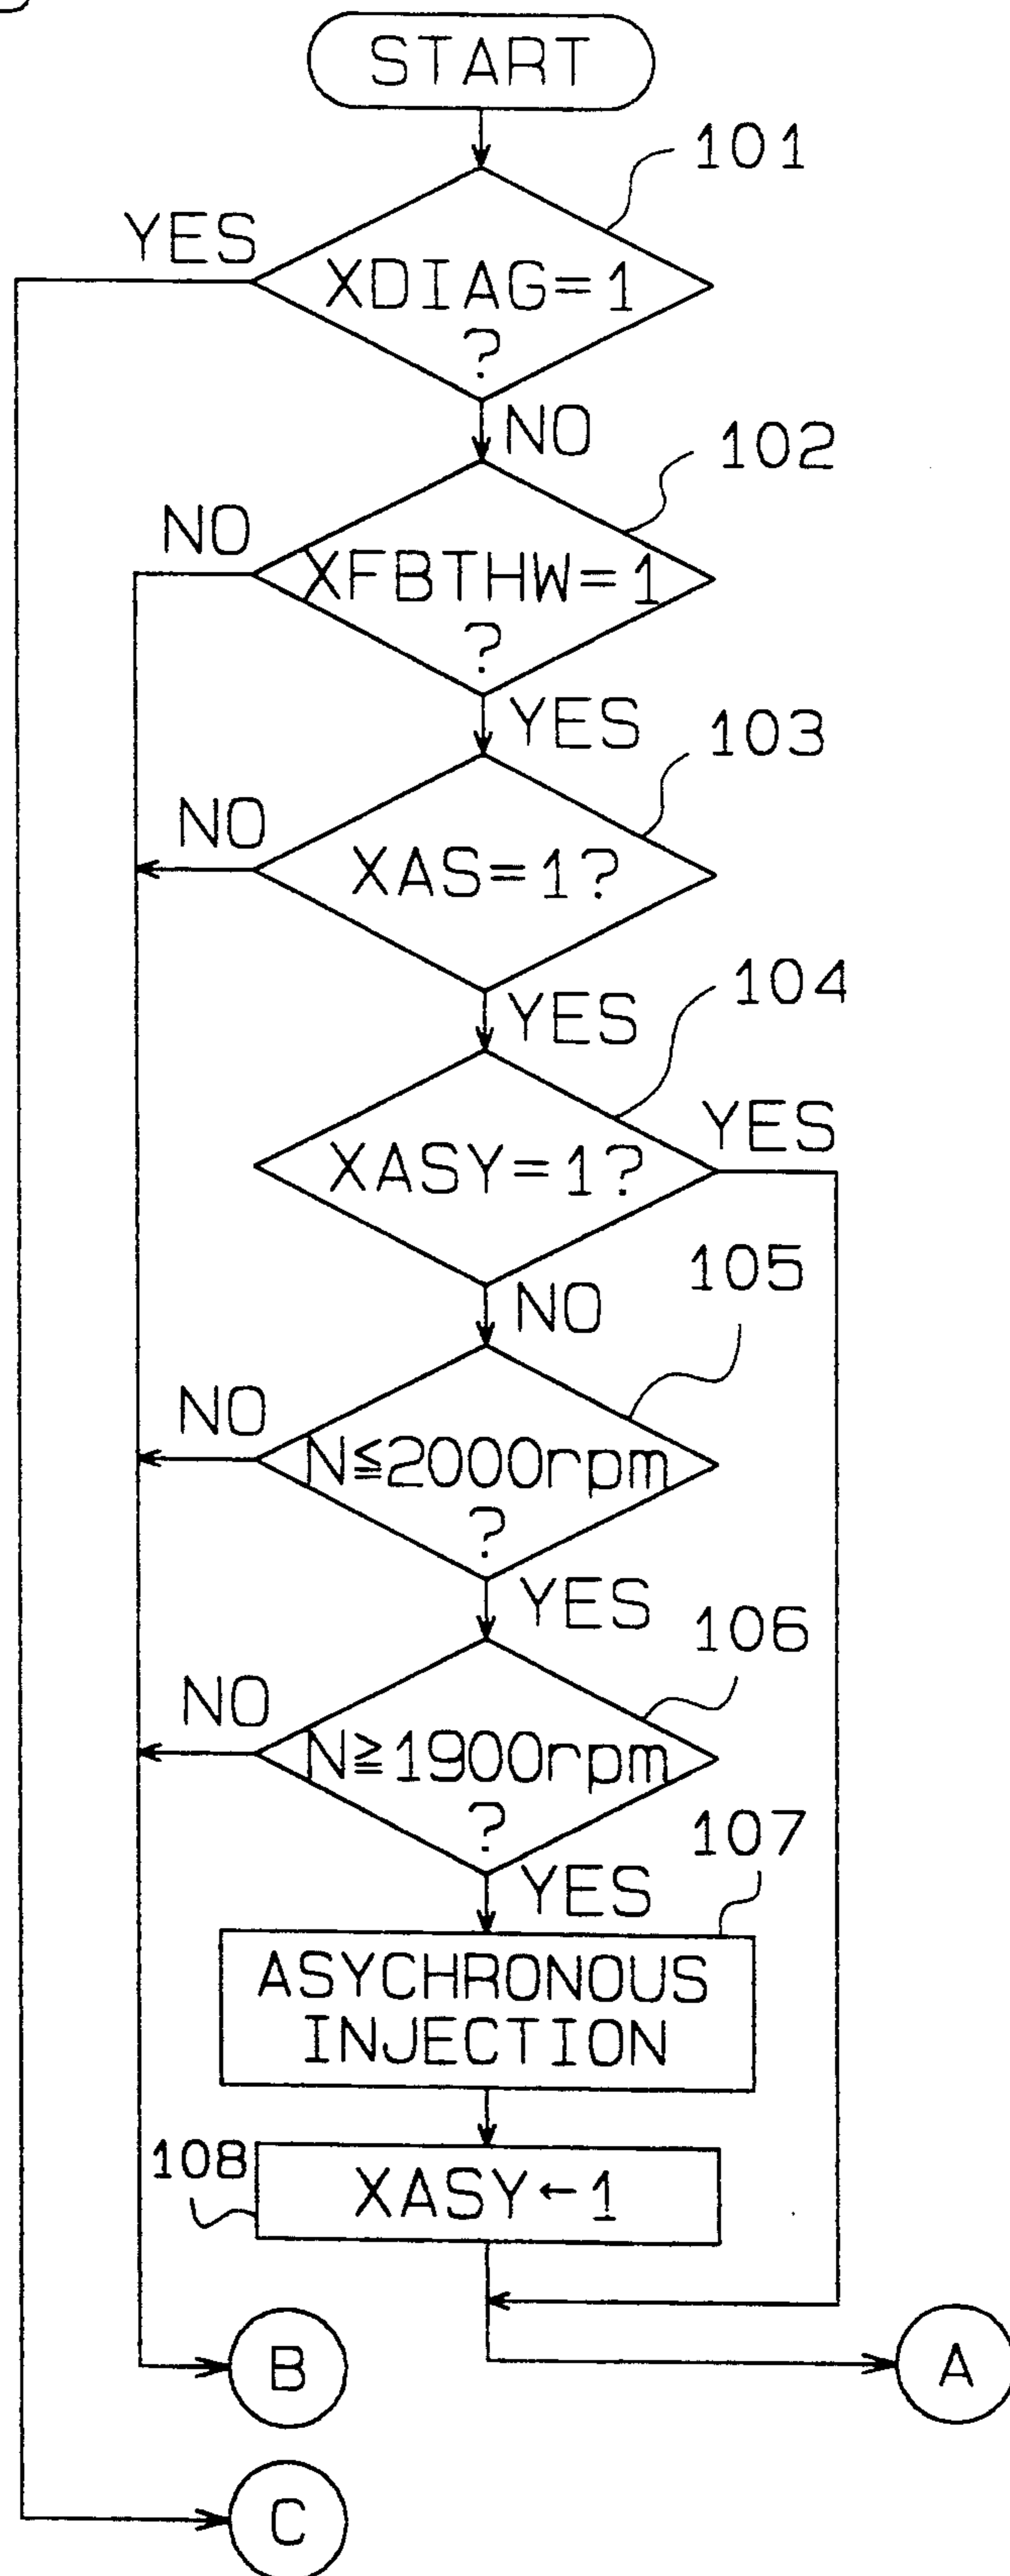 START
101
YES
XDIAG=1
?
NO
102
NO
XFBTHW=1
?
YES
103
NO
XAS=1?
YES
104
YES
XASY=1?
NO
105
NO
N≦2000rpm
?
YES
106
NO
N≧1900rpm
?
107
YES
ASYCHRONOUS
INJECTION
108
XASY←1
B
A
C